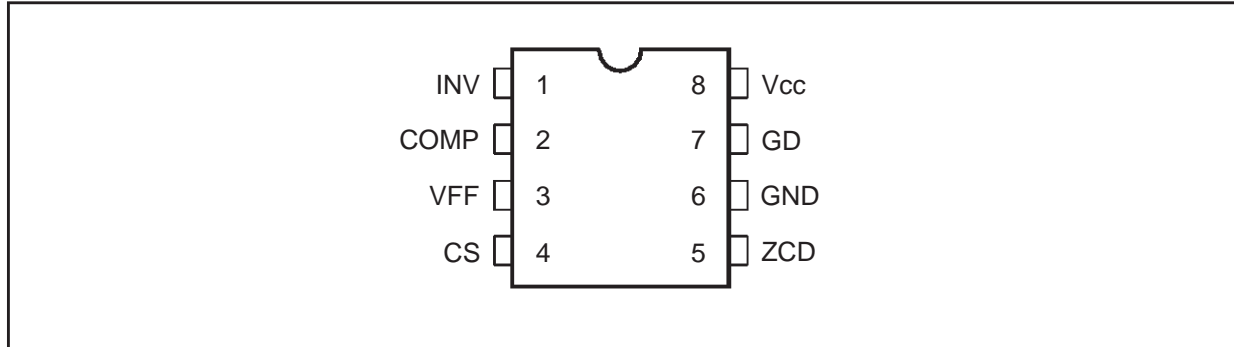 INV 1 8 Vcc
COMP 2 7 GD
VFF 3 6 GND
CS 4 5 ZCD